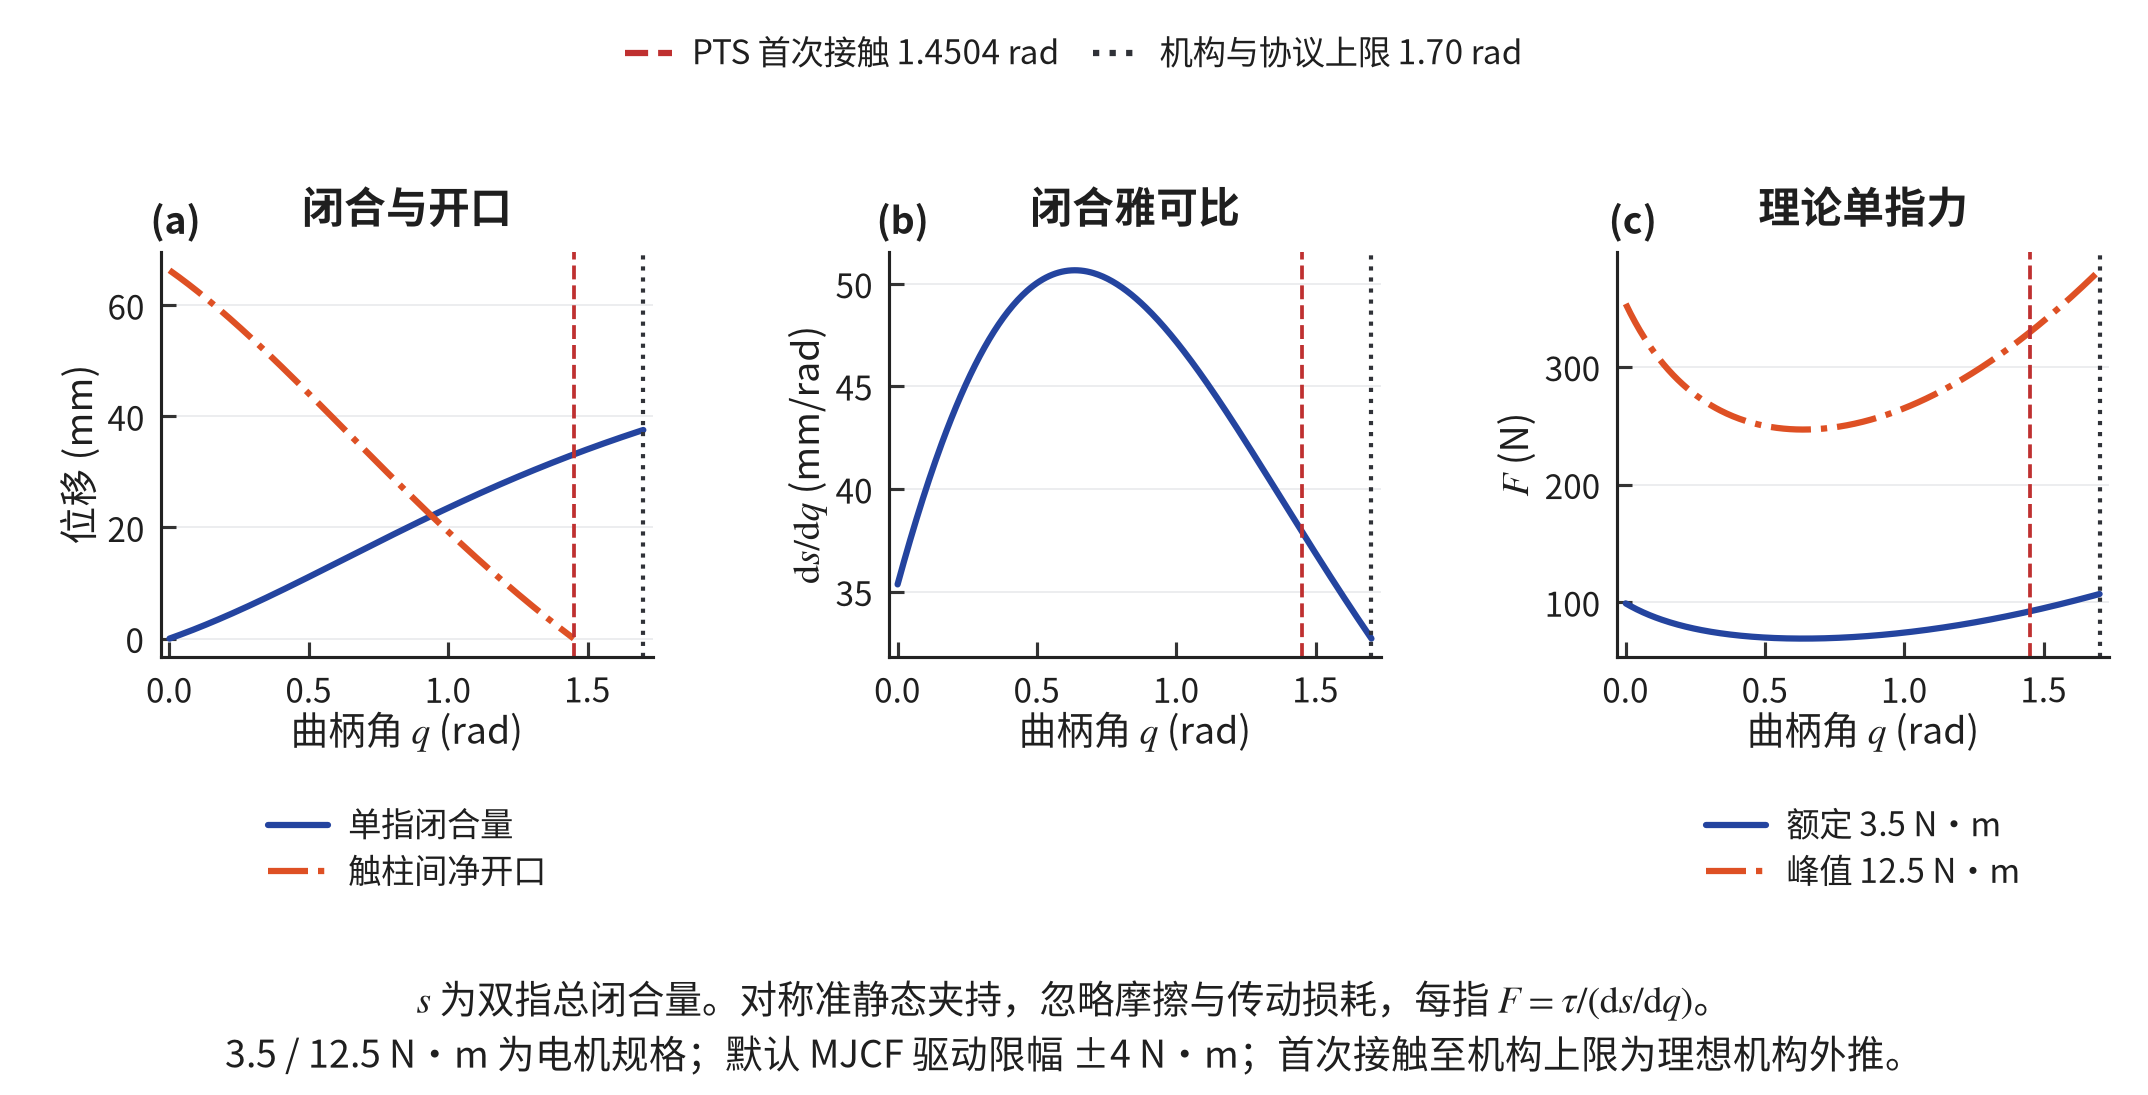 PTS 首次接触 1.4504 rad
机构与协议上限 1.70 rad
(a) 闭合与开口
位移 (mm)
60
40
20
0
0.0 0.5 1.0 1.5
曲柄角 q (rad)
单指闭合量
触柱间净开口
(b) 闭合雅可比
ds/dq (mm/rad)
50
45
40
35
0.0 0.5 1.0 1.5
曲柄角 q (rad)
(c) 理论单指力
F (N)
300
200
100
0.0 0.5 1.0 1.5
曲柄角 q (rad)
额定 3.5 N·m
峰值 12.5 N·m
s 为双指总闭合量。对称准静态夹持，忽略摩擦与传动损耗，每指 F = τ/(ds/dq)。
3.5 / 12.5 N·m 为电机规格；默认 MJCF 驱动限幅 ±4 N·m；首次接触至机构上限为理想机构外推。